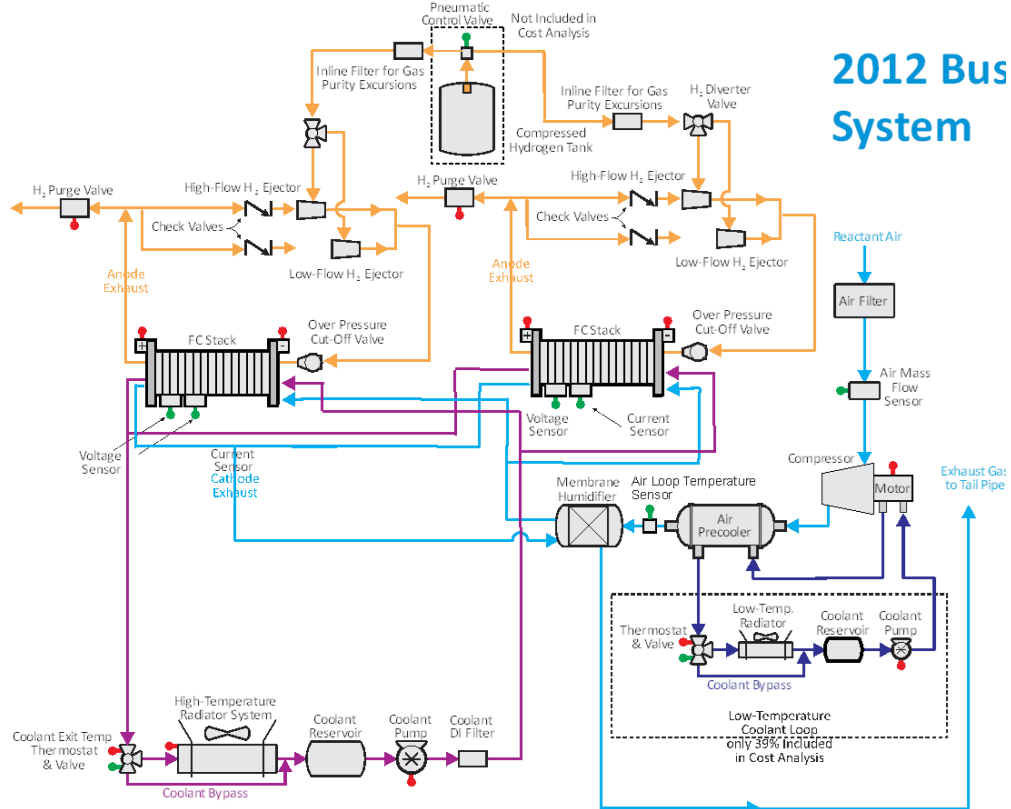 Pneumatic
Control Valve
Not Included in
Cost Analysis
2012 Bus
System
Inline Filter for Gas
Purity Excursions
Inline Filter for Gas
Purity Excursions
H2 Diverter
Valve
Compressed
Hydrogen Tank
H2 Purge Valve
High-Flow H2 Ejector
Check Valves
Low-Flow H2 Ejector
Anode
Exhaust
H2 Purge Valve
High-Flow H2 Ejector
Check Valves
Low-Flow H2 Ejector
Anode
Exhaust
Reactant Air
Air Filter
Air Mass
Flow
Sensor
FC Stack
+
-
Over Pressure
Cut-Off Valve
FC Stack
+
-
Over Pressure
Cut-Off Valve
Voltage
Sensor
Current
Sensor
Cathode
Exhaust
Voltage
Sensor
Current
Sensor
Compressor
Motor
Exhaust Gas
to Tail Pipe
Membrane
Humidifier
Air Loop Temperature
Sensor
Air
Precooler
Thermostat
& Valve
Low-Temp.
Radiator
Coolant
Reservoir
Coolant
Pump
Coolant Bypass
Low-Temperature
Coolant Loop
only 39% Included
in Cost Analysis
High-Temperature
Radiator System
Coolant
Reservoir
Coolant
Pump
Coolant
DI Filter
Coolant Exit Temp
Thermostat
& Valve
Coolant Bypass